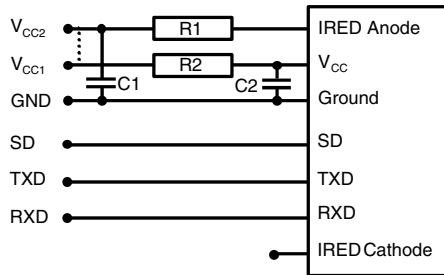 VCC2 R1 IRED Anode
VCC1 R2 VCC
GND C1 C2 Ground
SD SD
TXD TXD
RXD RXD
IRED Cathode